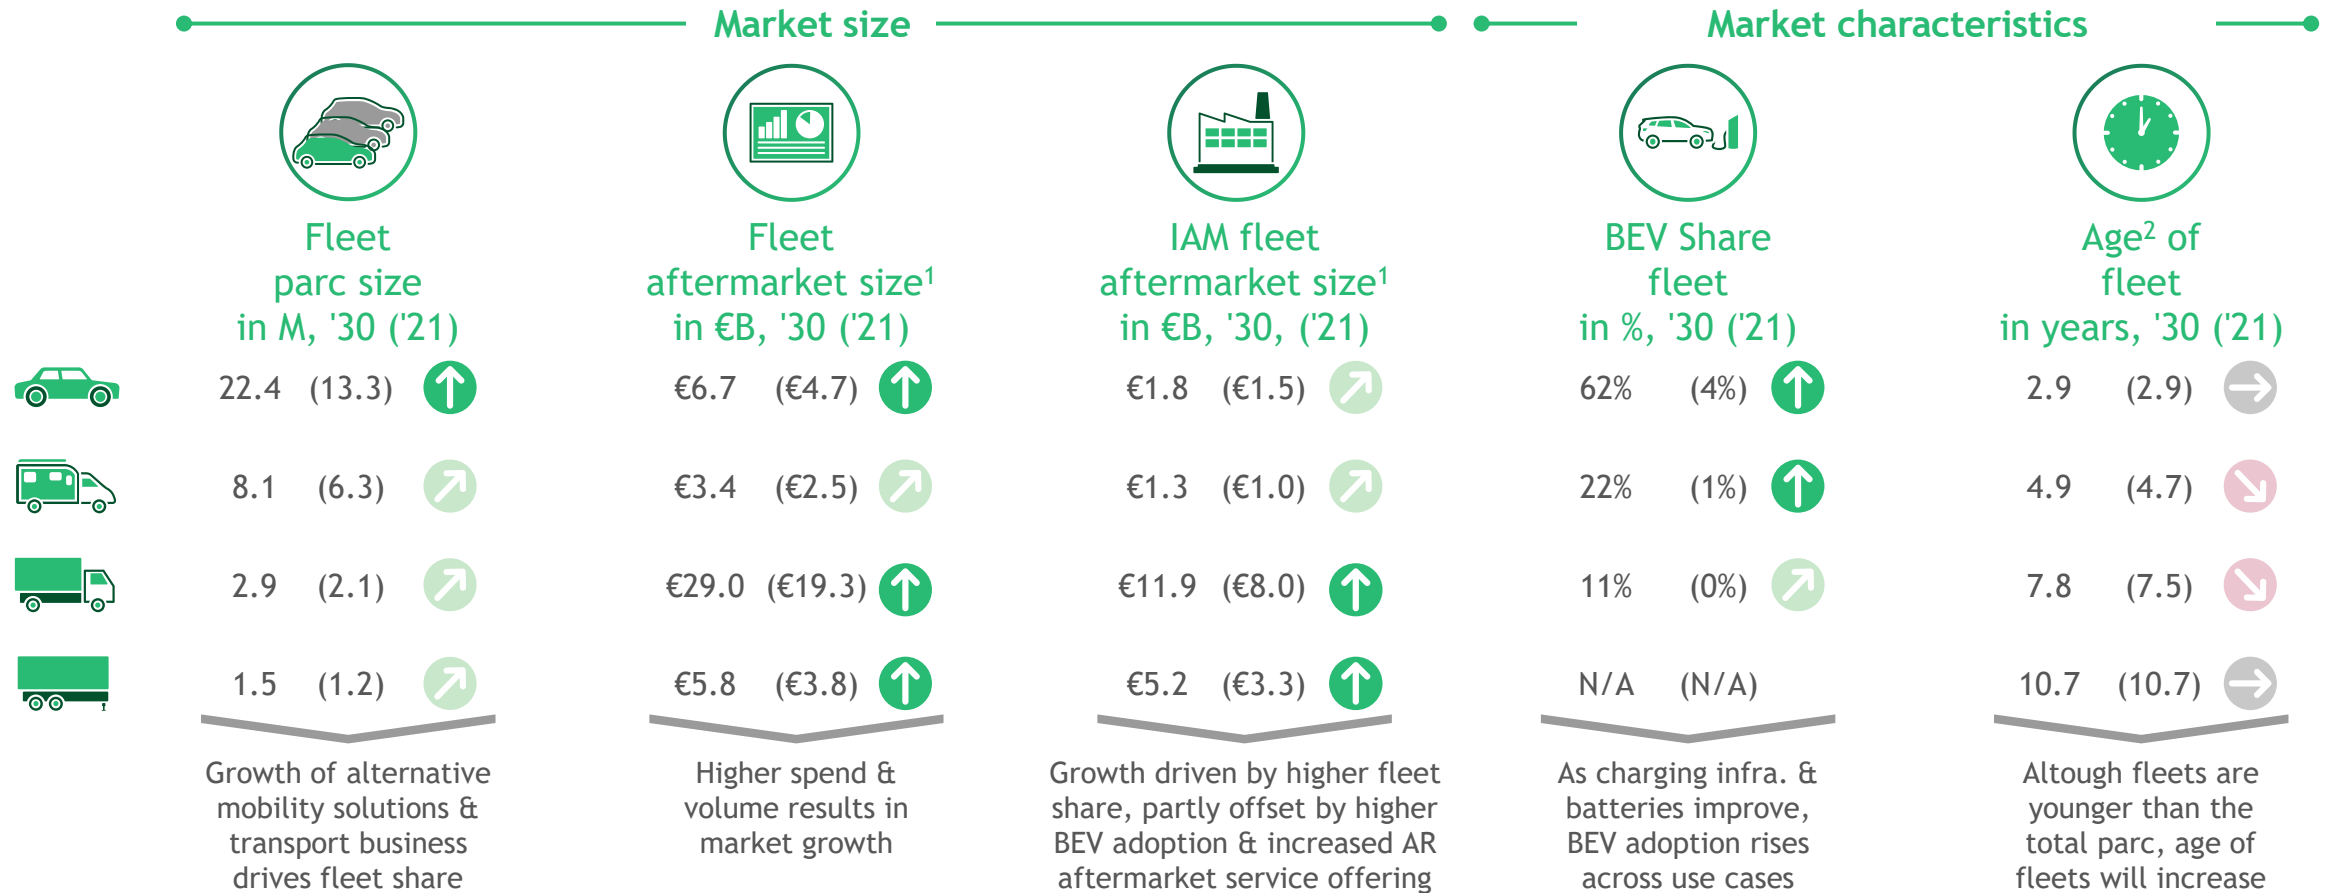 Market size
Market characteristics
Fleet
parc size
in M, '30 ('21)
Fleet
aftermarket size¹
in €B, '30 ('21)
IAM fleet
aftermarket size¹
in €B, '30, ('21)
BEV Share
fleet
in %, '30 ('21)
Age² of
fleet
in years, '30 ('21)
22.4 (13.3) €6.7 (€4.7) €1.8 (€1.5) 62% (4%) 2.9 (2.9)
8.1 (6.3) €3.4 (€2.5) €1.3 (€1.0) 22% (1%) 4.9 (4.7)
2.9 (2.1) €29.0 (€19.3) €11.9 (€8.0) 11% (0%) 7.8 (7.5)
1.5 (1.2) €5.8 (€3.8) €5.2 (€3.3) N/A (N/A) 10.7 (10.7)
Growth of alternative
mobility solutions &
transport business
drives fleet share
Higher spend &
volume results in
market growth
Growth driven by higher fleet
share, partly offset by higher
BEV adoption & increased AR
aftermarket service offering
As charging infra. &
batteries improve,
BEV adoption rises
across use cases
Altough fleets are
younger than the
total parc, age of
fleets will increase